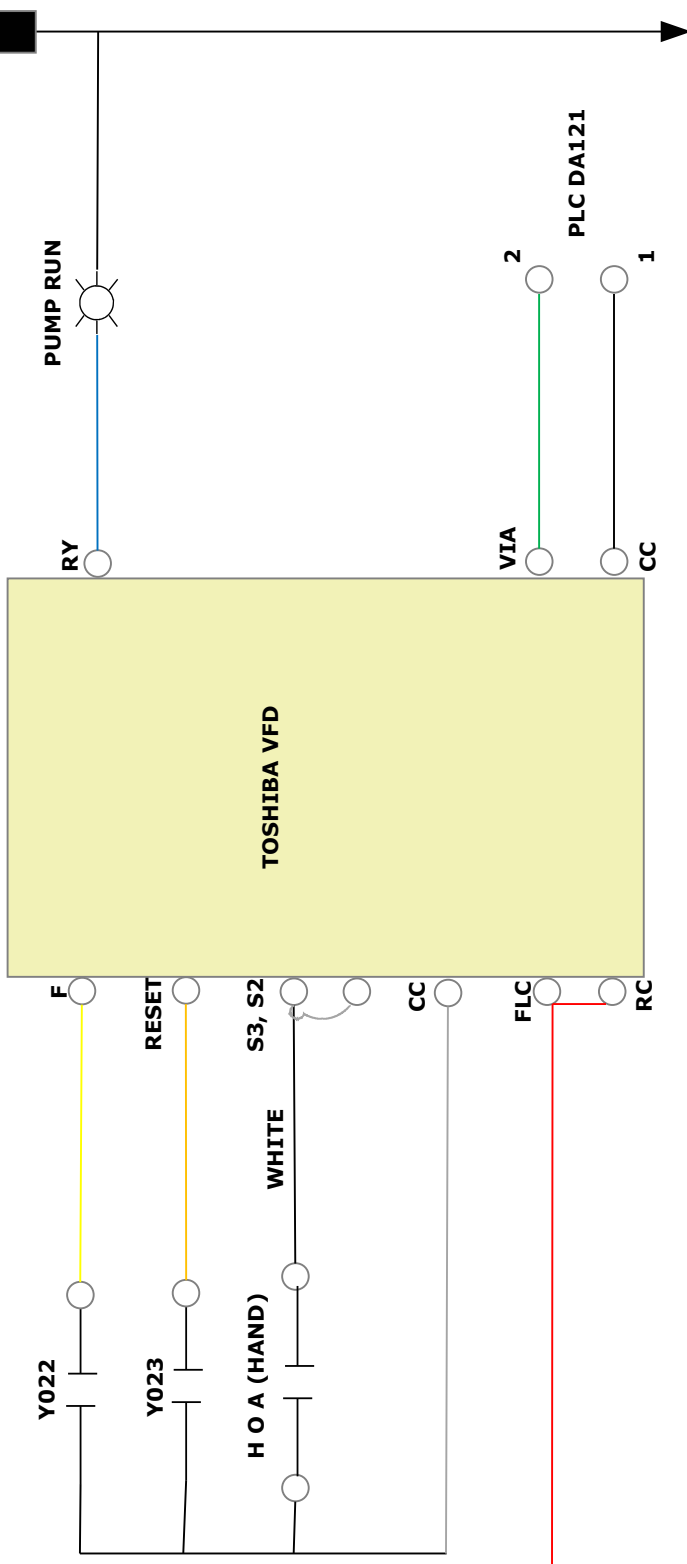 PUMP RUN
PLC DA121
2
1
RY
VIA
CC
TOSHIBA VFD
F
RESET
S3, S2
CC
FLC
RC
WHITE
Y022
Y023
H O A (HAND)